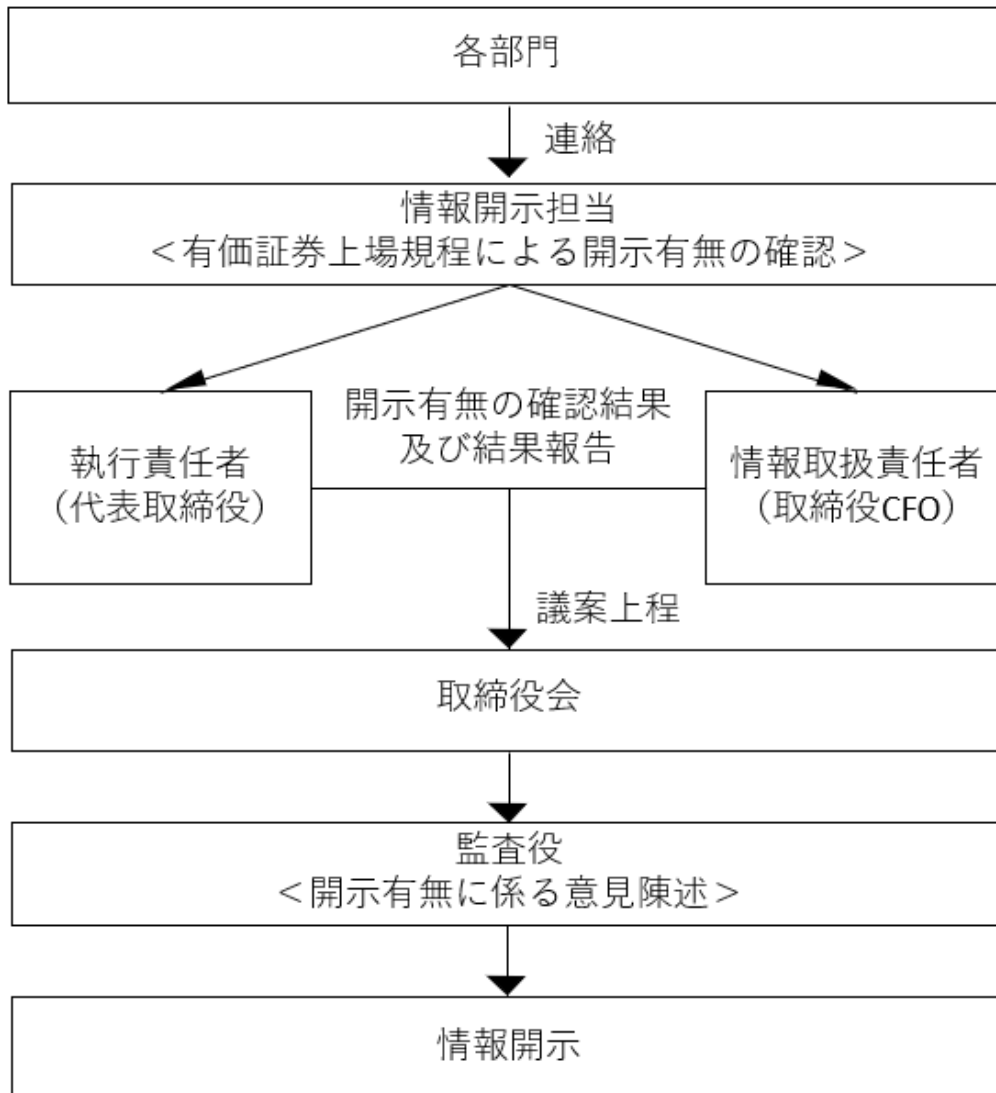 各部門
連絡
情報開示担当
＜有価証券上場規程による開示有無の確認＞
開示有無の確認結果
及び結果報告
執行責任者
（代表取締役）
情報取扱責任者
（取締役CFO）
議案上程
取締役会
監査役
＜開示有無に係る意見陳述＞
情報開示